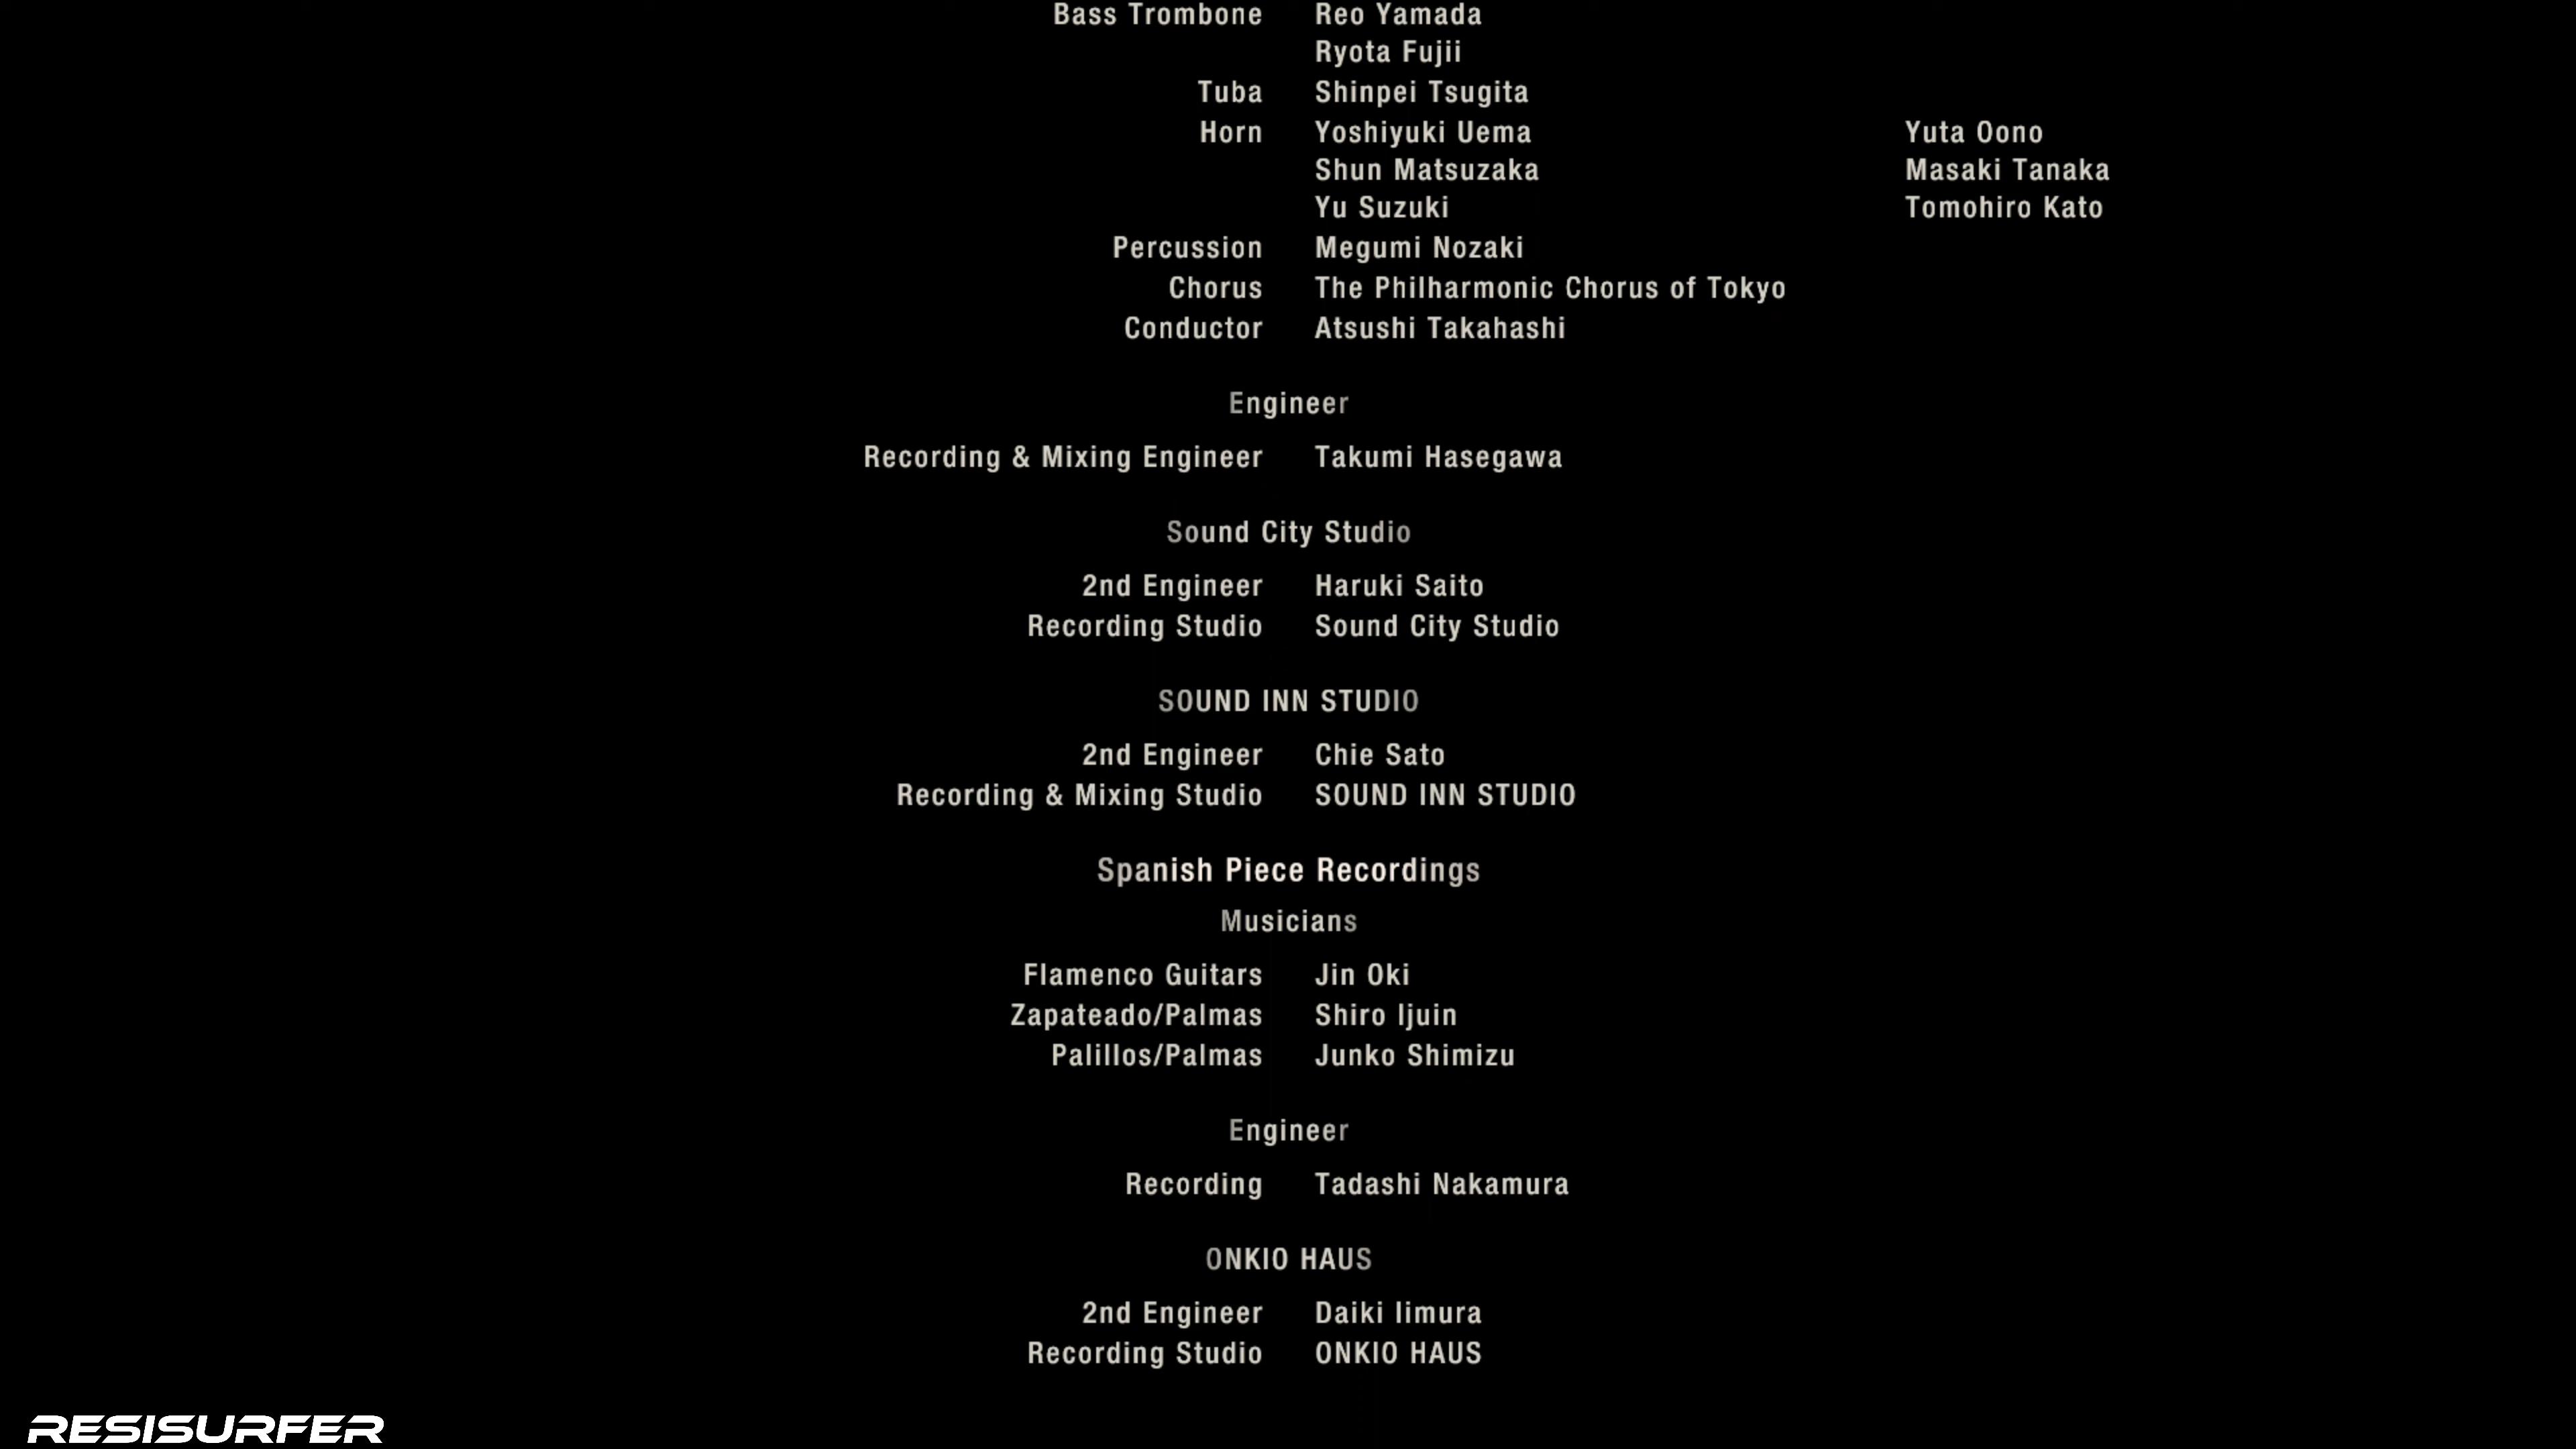 Bass Trombone Reo Yamada
Ryota Fujii
Tuba Shinpei Tsugita
Horn Yoshiyuki Uema Yuta Oono
Shun Matsuzaka Masaki Tanaka
Yu Suzuki Tomohiro Kato
Percussion Megumi Nozaki
Chorus The Philharmonic Chorus of Tokyo
Conductor Atsushi Takahashi
Engineer
Recording & Mixing Engineer Takumi Hasegawa
Sound City Studio
2nd Engineer Haruki Saito
Recording Studio Sound City Studio
SOUND INN STUDIO
2nd Engineer Chie Sato
Recording & Mixing Studio SOUND INN STUDIO
Spanish Piece Recordings
Musicians
Flamenco Guitars Jin Oki
Zapateado/Palmas Shiro Ijuin
Palillos/Palmas Junko Shimizu
Engineer
Recording Tadashi Nakamura
ONKIO HAUS
2nd Engineer Daiki Iimura
Recording Studio ONKIO HAUS
RESISURFER